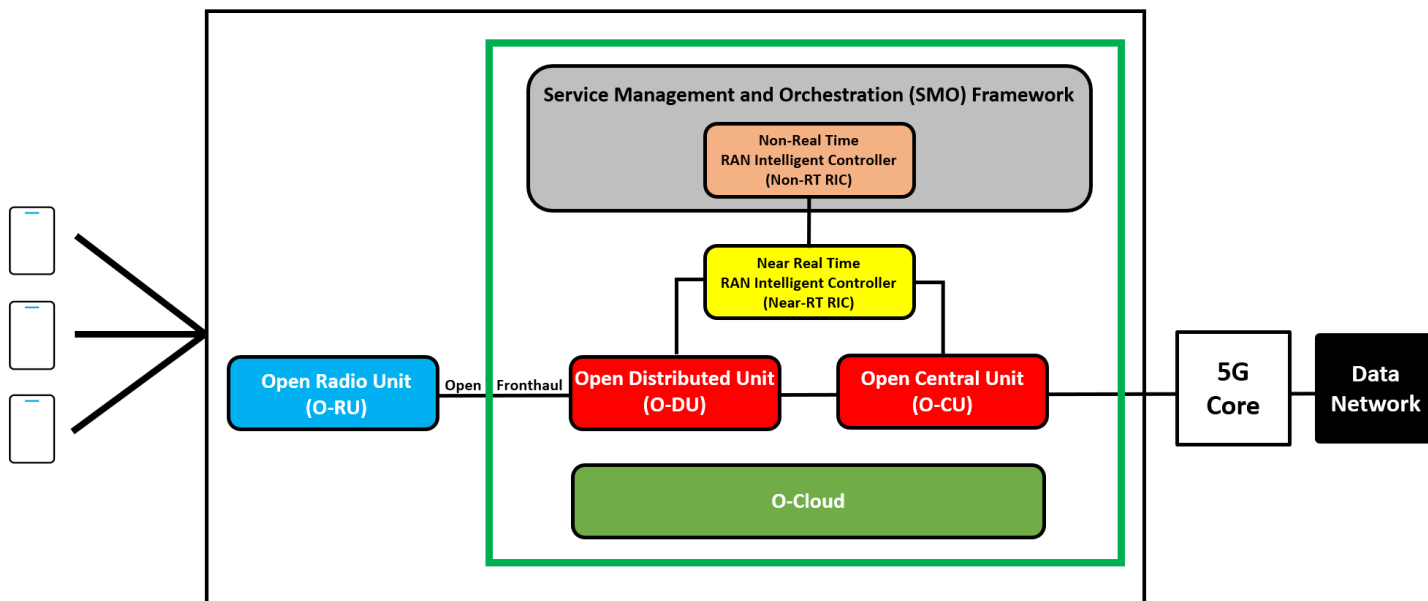 Service Management and Orchestration (SMO) Framework
Non-Real Time
RAN Intelligent Controller
(Non-RT RIC)
Near Real Time
RAN Intelligent Controller
(Near-RT RIC)
Open Radio Unit
(O-RU)
Open Fronthaul
Open Distributed Unit
(O-DU)
Open Central Unit
(O-CU)
5G
Core
Data
Network
O-Cloud